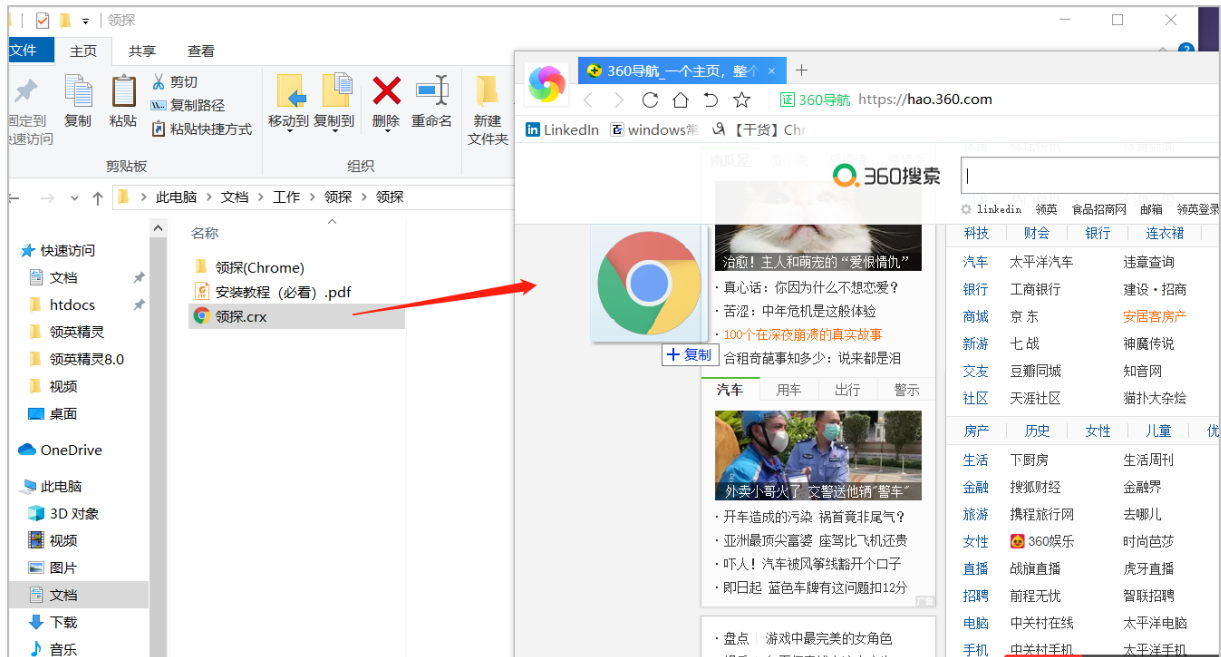 领探
文件
主页
共享
查看
固定到
快速访问
复制
粘贴
剪切
复制路径
粘贴快捷方式
剪贴板
移动到
复制到
删除
重命名
组织
新建
文件夹
此电脑
文档
工作
领探
领探
快速访问
文档
htdocs
领英精灵
领英精灵8.0
视频
桌面
OneDrive
此电脑
3D 对象
视频
图片
文档
下载
音乐
名称
领探(Chrome)
安装教程（必看）.pdf
领探.crx
360导航_一个主页，整个
证 360导航 https://hao.360.com
LinkedIn
windows常
【干货】Chr
360搜索
linkedin 领英 食品招商网 邮箱 领英登录
复制
治愈！主人和萌宠的“爱恨情仇”
·真心话：你因为什么不想恋爱？
·苦涩：中年危机是这般体验
·100个在深夜崩溃的真实故事
合租奇葩事知多少：说来都是泪
汽车 用车 出行 警示
外卖小哥火了 交警送他辆“警车”
·开车造成的污染 祸首竟非尾气？
·亚洲最顶尖富婆 座驾比飞机还贵
·吓人！汽车被风筝线豁开个口子
·即日起 蓝色车牌有这问题扣12分
广告
·盘点 游戏中最完美的女角色
科技 财会 银行 连衣裙
汽车 太平洋汽车 违章查询
银行 工商银行 建设·招商
商城 京东 安居客房产
新游 七战 神魔传说
交友 豆瓣同城 知音网
社区 天涯社区 猫扑大杂烩
房产 历史 女性 儿童 优
生活 下厨房 生活周刊
金融 搜狐财经 金融界
旅游 携程旅行网 去哪儿
女性 360娱乐 时尚芭莎
直播 战旗直播 虎牙直播
招聘 前程无忧 智联招聘
电脑 中关村在线 太平洋电脑
手机 中关村手机 太平洋手机